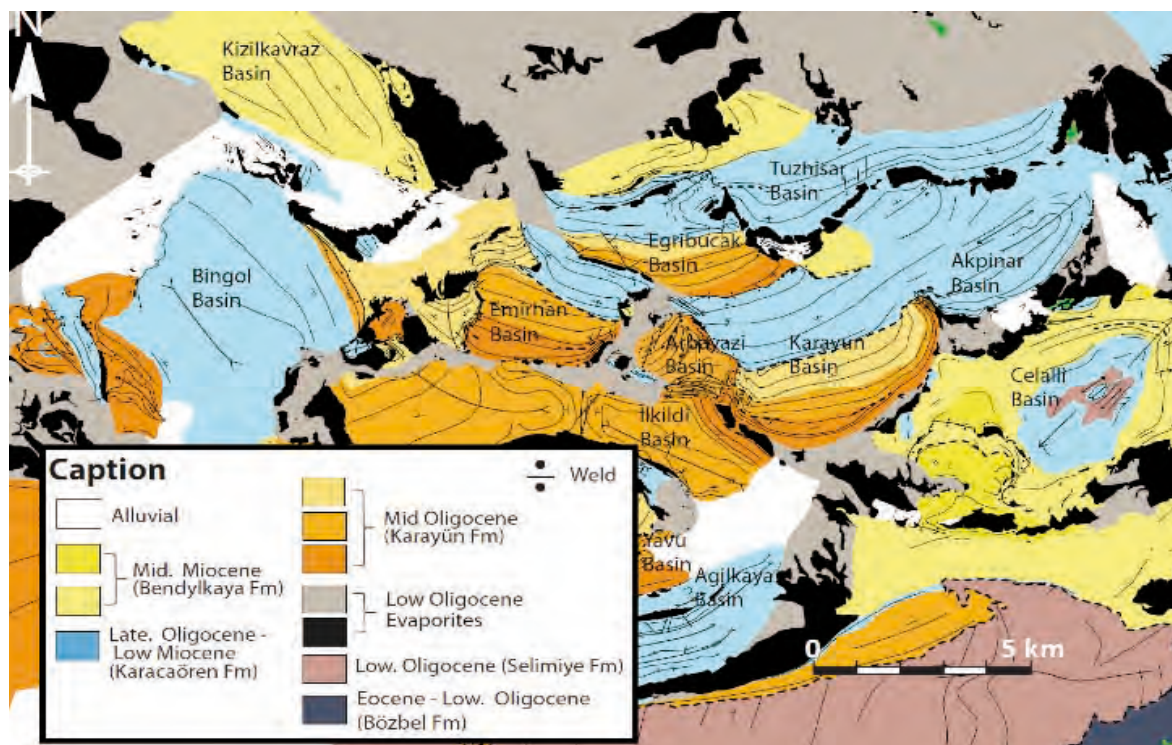 N
Kizilkavraz
Basin
Tuzhisar
Basin
Egribucak
Basin
Bingol
Basin
Akpinar
Basin
Emirhan
Basin
Arbayazi
Basin
Karayun
Basin
Celalli
Basin
İlkildi
Basin
Yavu
Basin
Agilkaya
Basin
0
5 km
Caption
Weld
Alluvial
Mid. Miocene
(Bendylkaya Fm)
Late. Oligocene -
Low Miocene
(Karacaören Fm)
Mid Oligocene
(Karayün Fm)
Low Oligocene
Evaporites
Low. Oligocene (Selimiye Fm)
Eocene - Low. Oligocene
(Bözbel Fm)